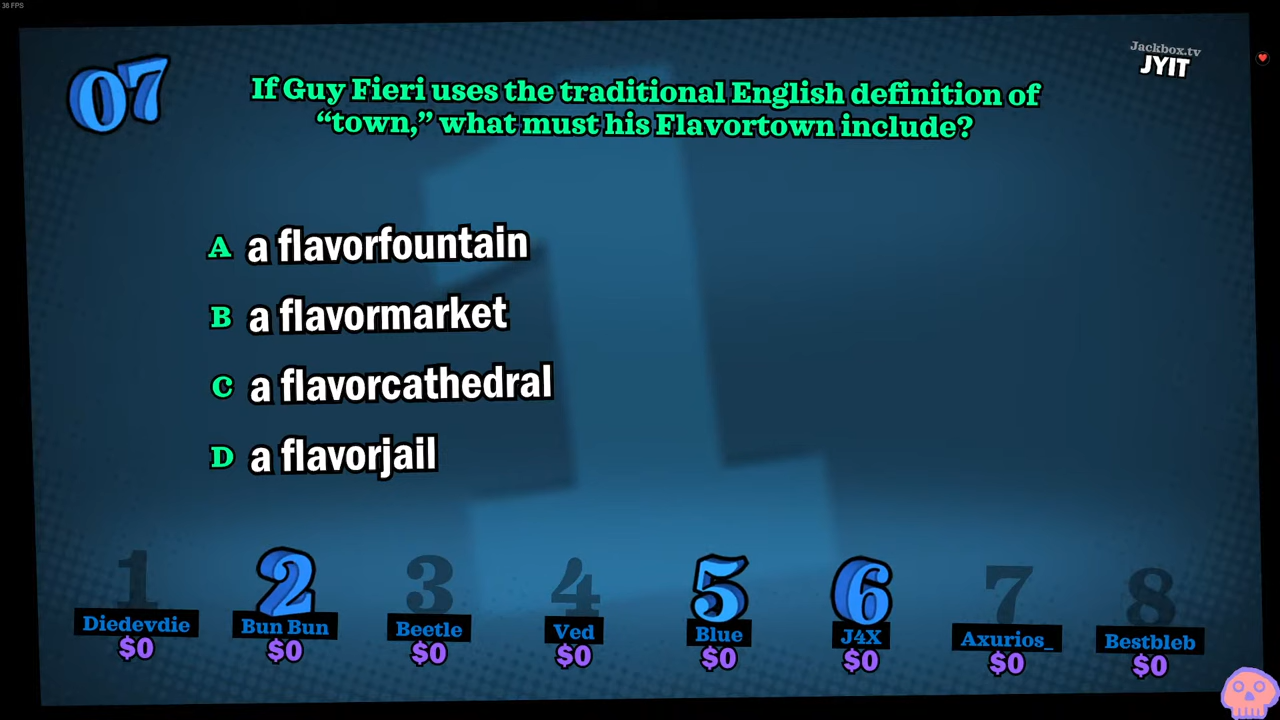 36 FPS
Jackbox.tv
JYIT
07
If Guy Fieri uses the traditional English definition of
“town,” what must his Flavortown include?
A a flavorfountain
B a flavormarket
C a flavorcathedral
D a flavorjail
1 2 3 4 5 6 7 8
Diedevdie Bun Bun Beetle Ved Blue J4X Axurios_ Bestbleb
$0 $0 $0 $0 $0 $0 $0 $0